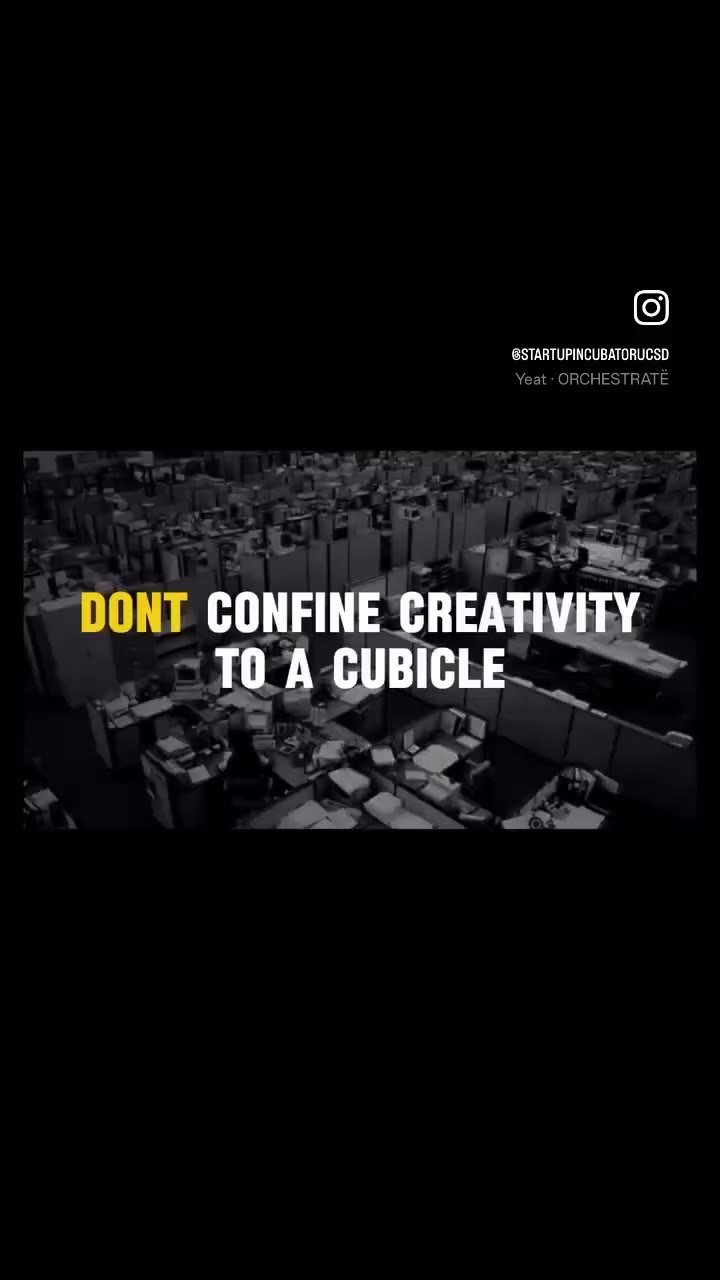 @STARTUPINCUBATORUCSD
Yeat · ORCHESTRATË
DONT CONFINE CREATIVITY
TO A CUBICLE